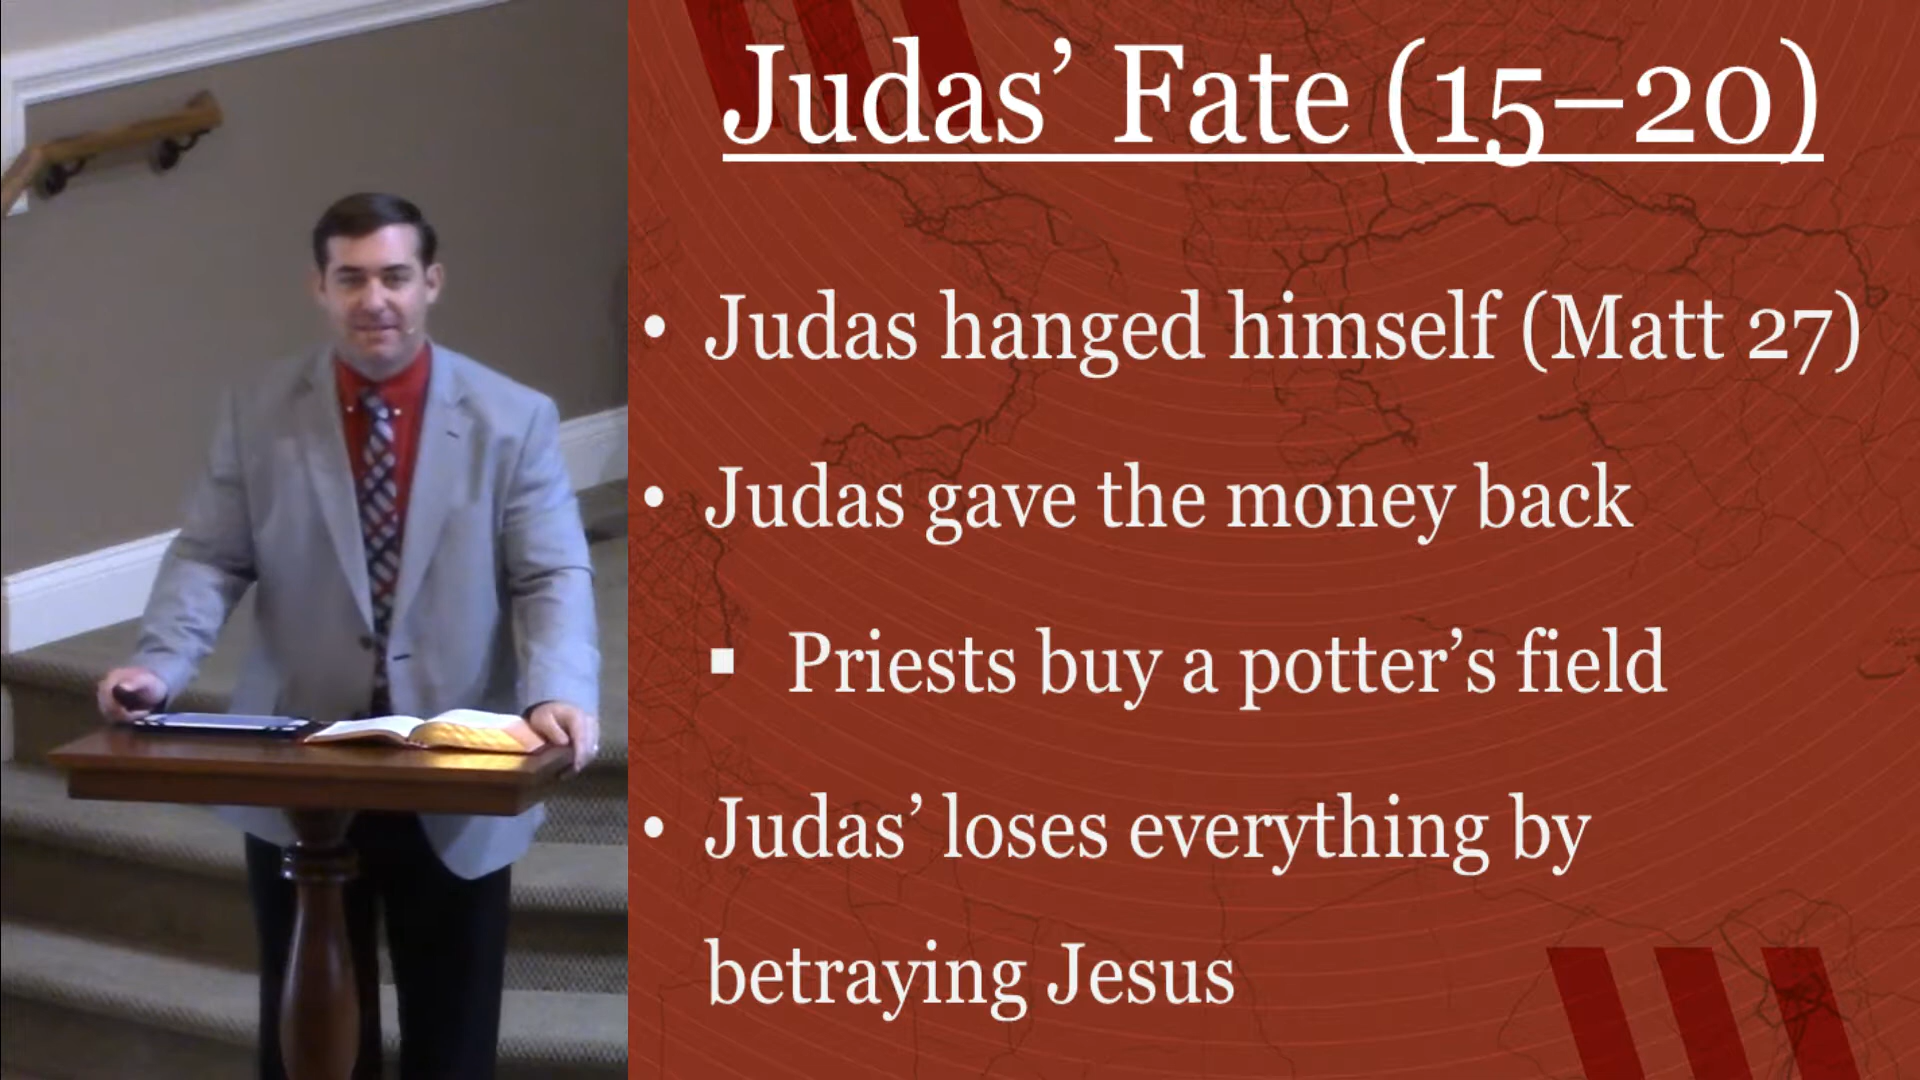 Judas’ Fate (15–20)
• Judas hanged himself (Matt 27)
• Judas gave the money back
▪ Priests buy a potter’s field
• Judas’ loses everything by
betraying Jesus